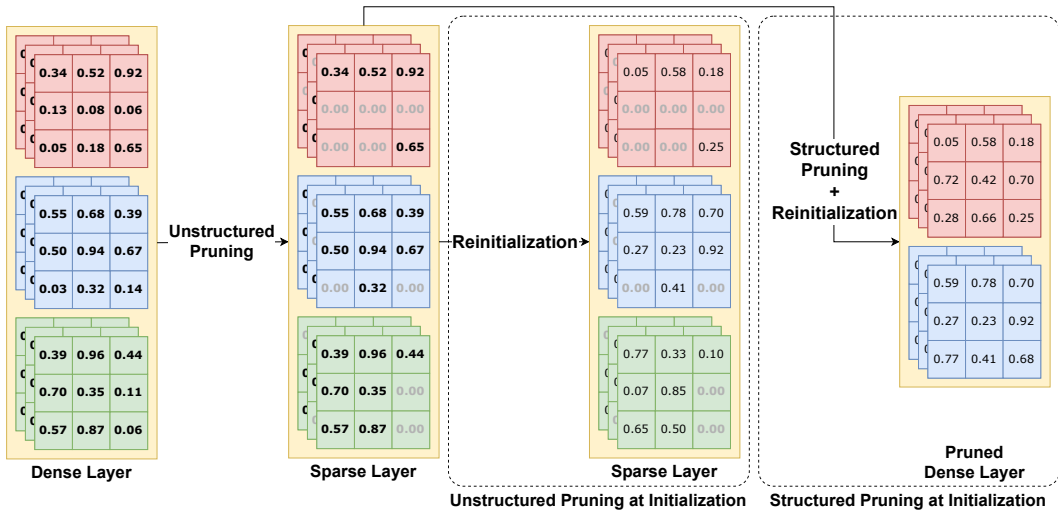 0.34 0.52 0.92
0.13 0.08 0.06
0.05 0.18 0.65
0.55 0.68 0.39
0.50 0.94 0.67
0.03 0.32 0.14
0.39 0.96 0.44
0.70 0.35 0.11
0.57 0.87 0.06
Dense Layer
Unstructured
Pruning
0.34 0.52 0.92
0.00 0.00 0.00
0.00 0.00 0.65
0.55 0.68 0.39
0.50 0.94 0.67
0.00 0.32 0.00
0.39 0.96 0.44
0.70 0.35 0.00
0.57 0.87 0.00
Sparse Layer
Reinitialization
0.05 0.58 0.18
0.00 0.00 0.00
0.00 0.00 0.25
0.59 0.78 0.70
0.27 0.23 0.92
0.00 0.41 0.00
0.77 0.33 0.10
0.07 0.85 0.00
0.65 0.50 0.00
Sparse Layer
Unstructured Pruning at Initialization
Structured
Pruning
+
Reinitialization
0.05 0.58 0.18
0.72 0.42 0.70
0.28 0.66 0.25
0.59 0.78 0.70
0.27 0.23 0.92
0.77 0.41 0.68
Pruned
Dense Layer
Structured Pruning at Initialization